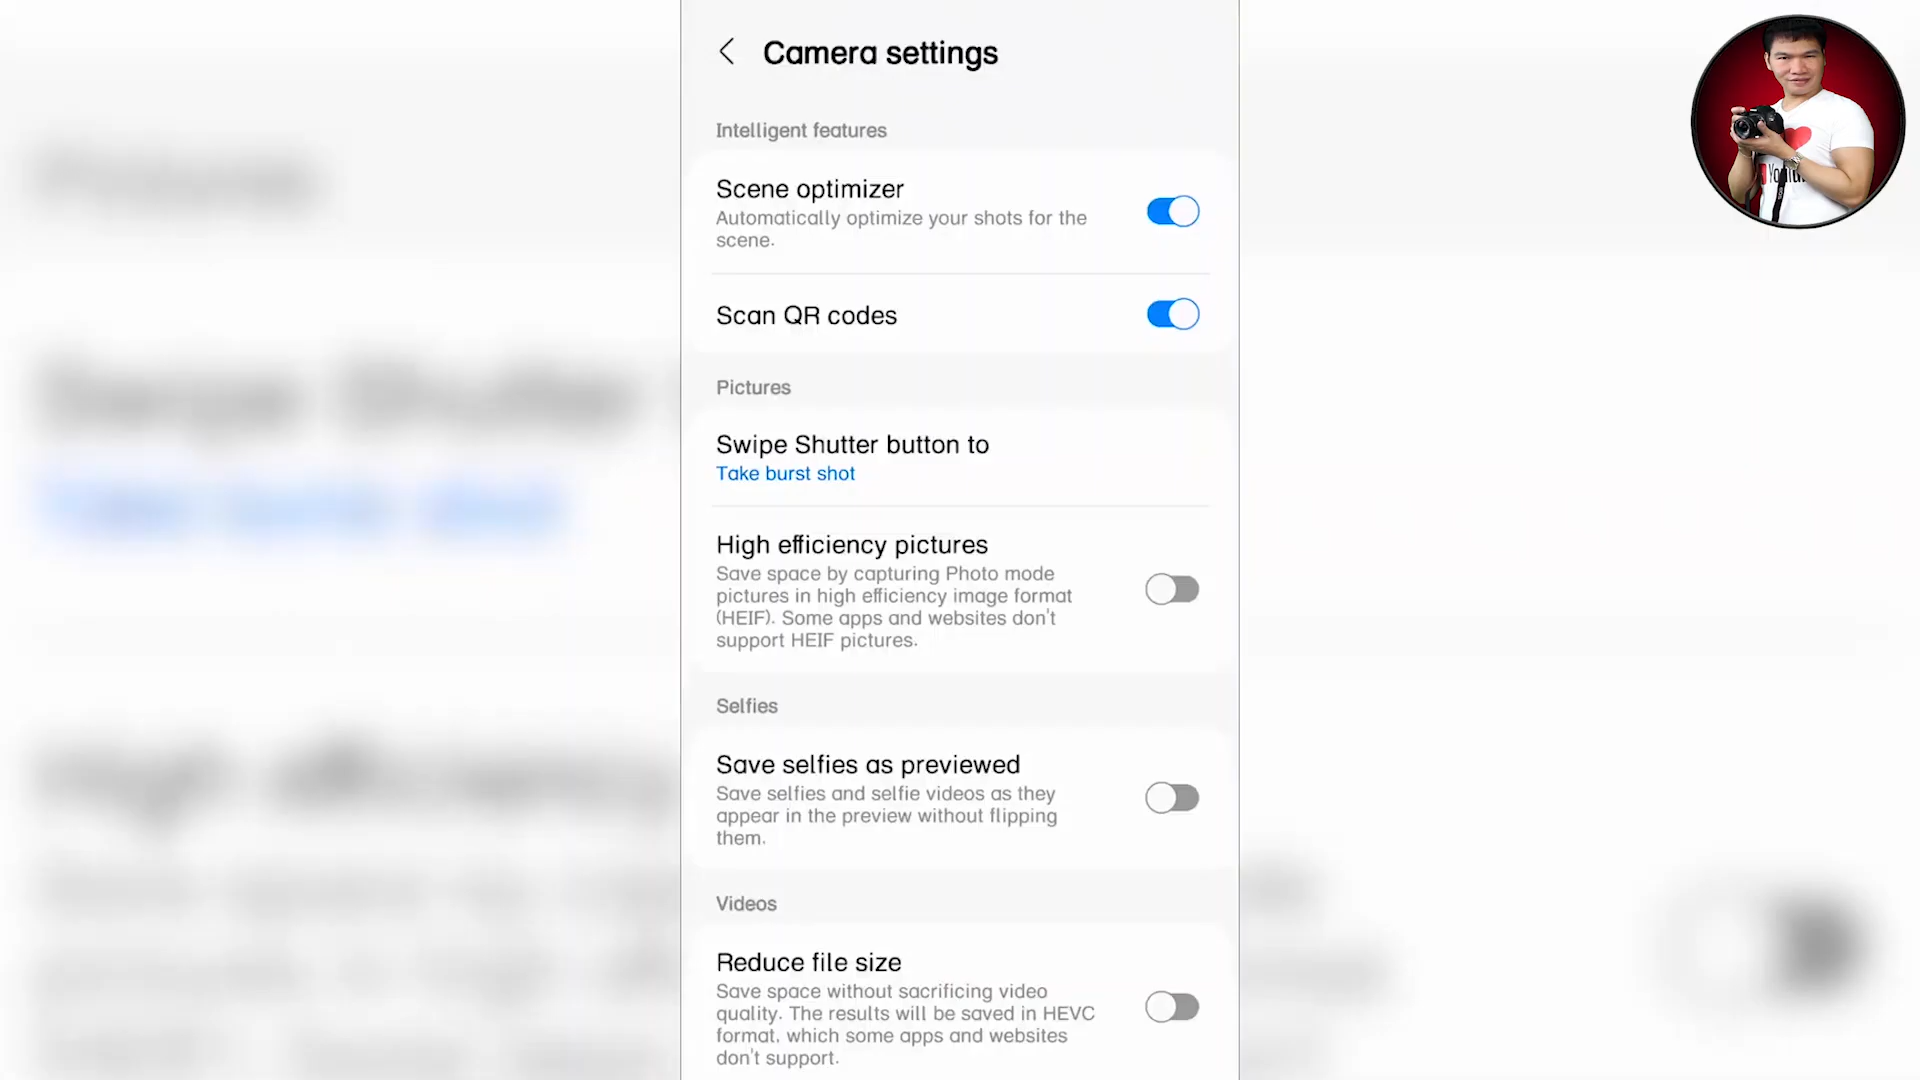 Camera settings
Intelligent features
Scene optimizer
Automatically optimize your shots for the
scene.
Scan QR codes
Pictures
Swipe Shutter button to
Take burst shot
High efficiency pictures
Save space by capturing Photo mode
pictures in high efficiency image format
(HEIF). Some apps and websites don't
support HEIF pictures.
Selfies
Save selfies as previewed
Save selfies and selfie videos as they
appear in the preview without flipping
them.
Videos
Reduce file size
Save space without sacrificing video
quality. The results will be saved in HEVC
format, which some apps and websites
don't support.